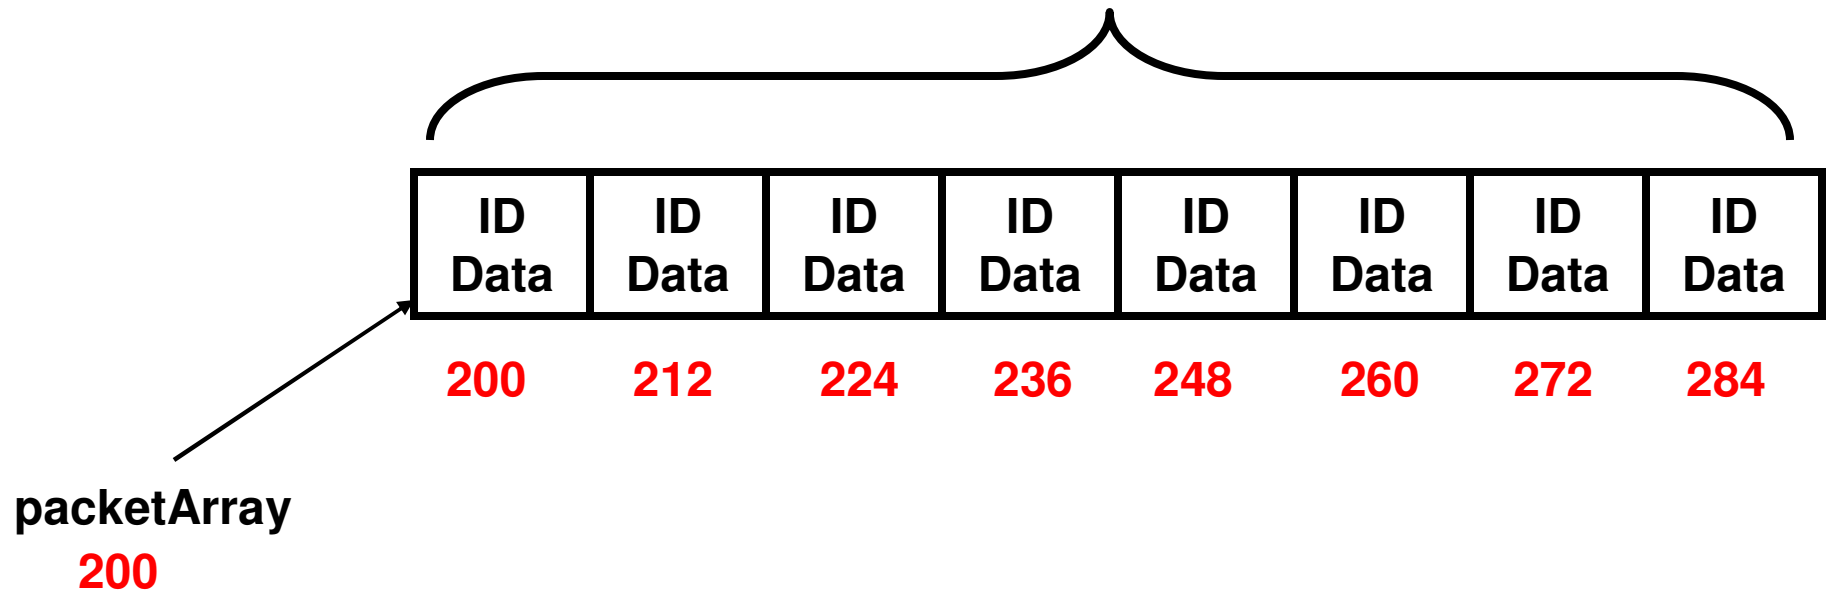 ID ID ID ID ID ID ID ID
Data Data Data Data Data Data Data Data
200 212 224 236 248 260 272 284
packetArray
200